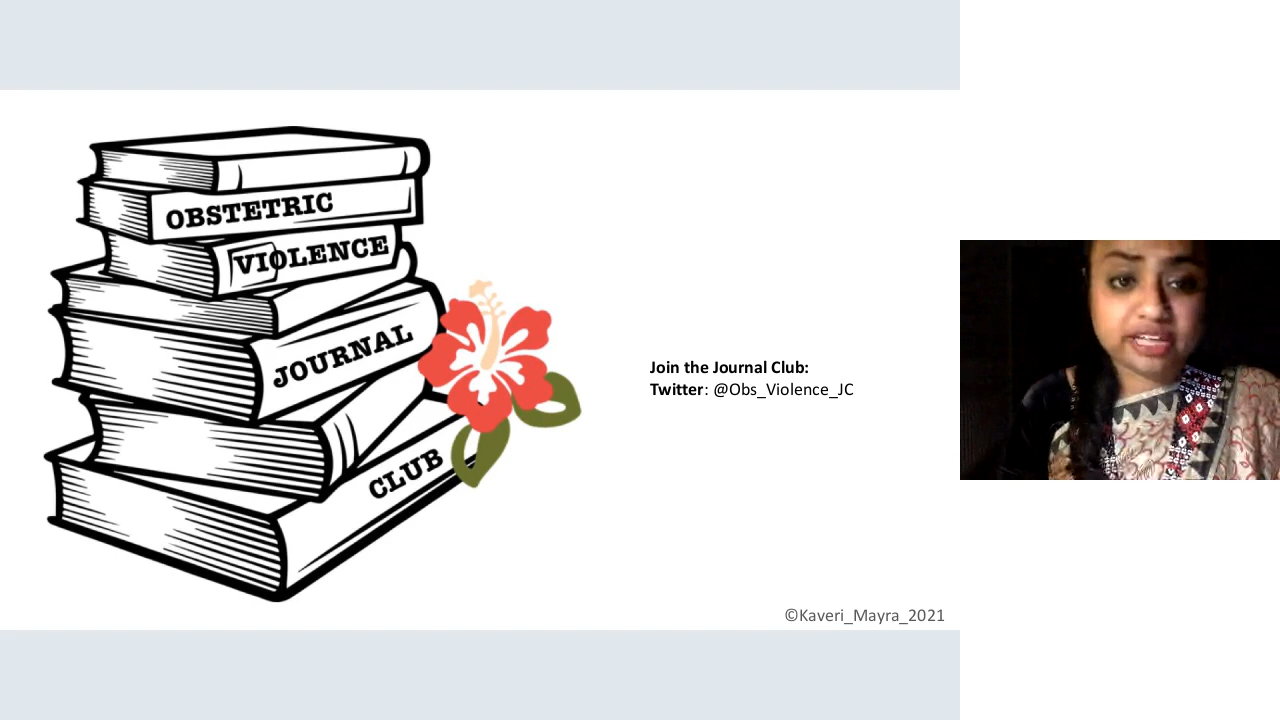 OBSTETRIC
VIOLENCE
JOURNAL
CLUB
Join the Journal Club:
Twitter: @Obs_Violence_JC
©Kaveri_Mayra_2021